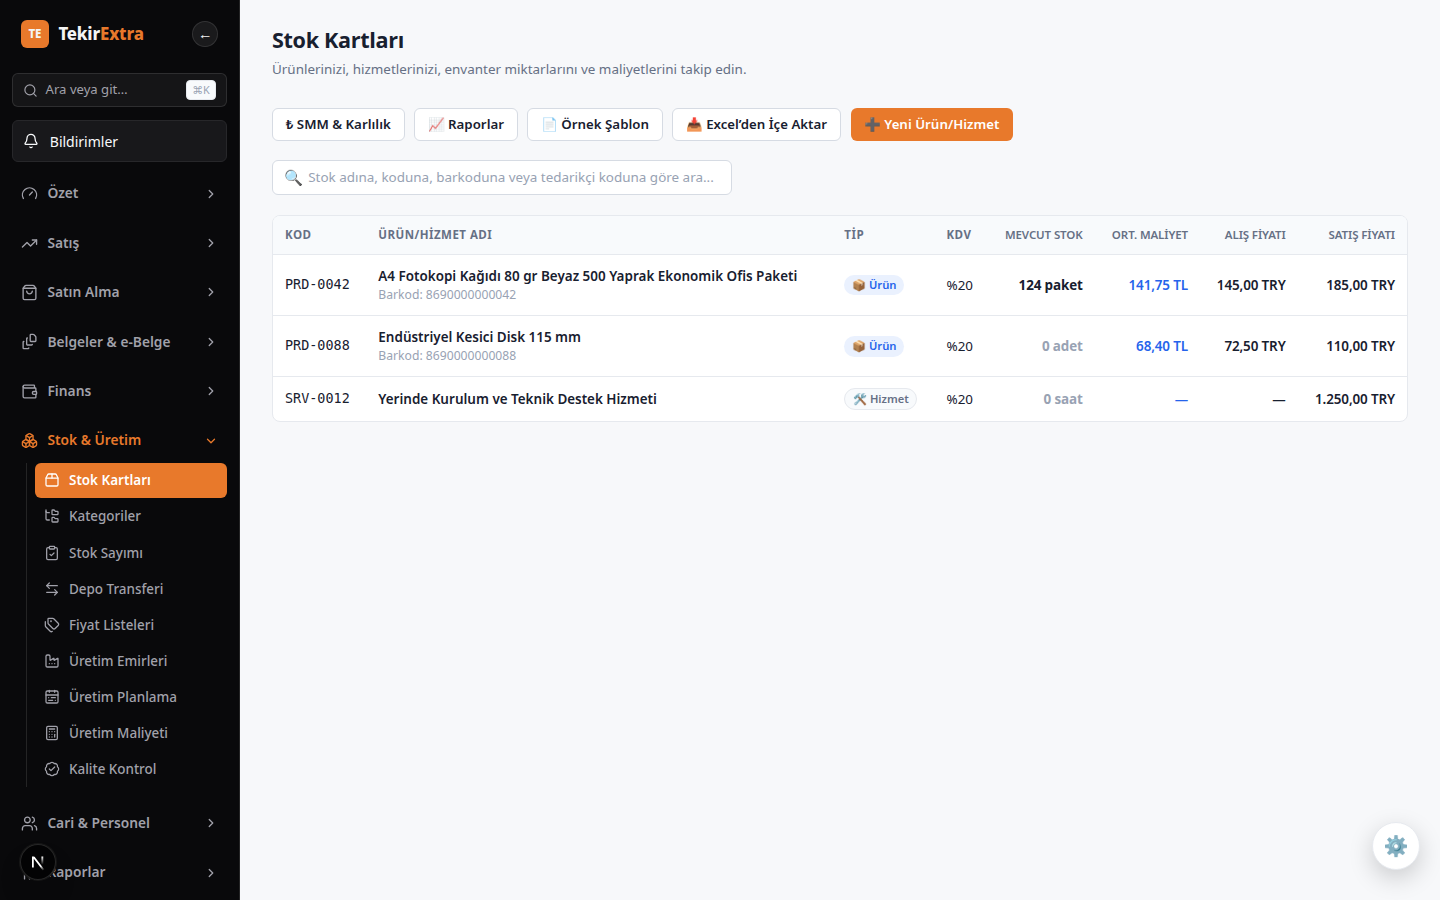 TE
TekirExtra
←
Ara veya git...
⌘K
Bildirimler
Özet
Satış
Satın Alma
Belgeler & e-Belge
Finans
Stok & Üretim
Stok Kartları
Kategoriler
Stok Sayımı
Depo Transferi
Fiyat Listeleri
Üretim Emirleri
Üretim Planlama
Üretim Maliyeti
Kalite Kontrol
Cari & Personel
N
aporlar
Stok Kartları
Ürünlerinizi, hizmetlerinizi, envanter miktarlarını ve maliyetlerini takip edin.
₺ SMM & Karlılık
Raporlar
Örnek Şablon
Excel'den İçe Aktar
➕ Yeni Ürün/Hizmet
Stok adına, koduna, barkoduna veya tedarikçi koduna göre ara...
KOD ÜRÜN/HİZMET ADI TİP KDV MEVCUT STOK ORT. MALİYET ALIŞ FİYATI SATIŞ FİYATI
PRD-0042 A4 Fotokopi Kağıdı 80 gr Beyaz 500 Yaprak Ekonomik Ofis Paketi Ürün %20 124 paket 141,75 TL 145,00 TRY 185,00 TRY
Barkod: 8690000000042
PRD-0088 Endüstriyel Kesici Disk 115 mm Ürün %20 0 adet 68,40 TL 72,50 TRY 110,00 TRY
Barkod: 8690000000088
SRV-0012 Yerinde Kurulum ve Teknik Destek Hizmeti Hizmet %20 0 saat — — 1.250,00 TRY